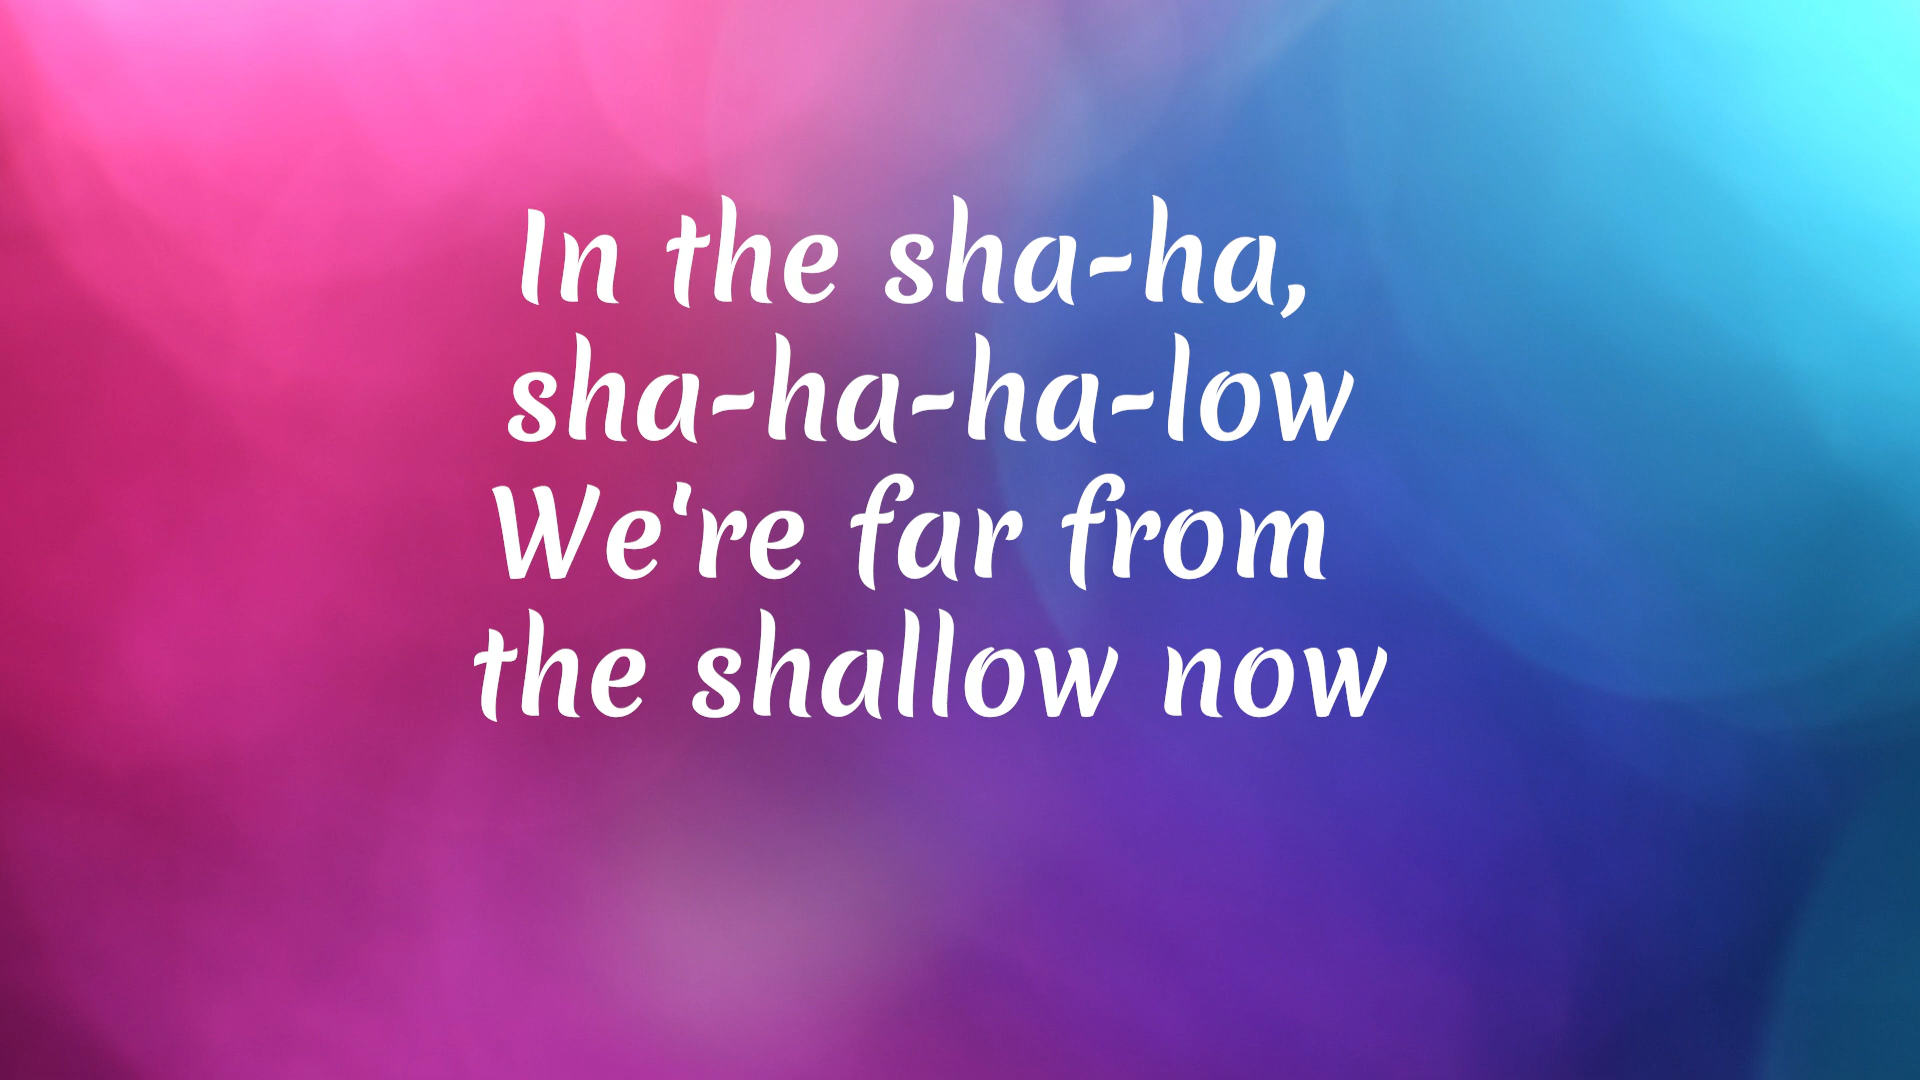 In the sha-ha,
sha-ha-ha-low
We're far from
the shallow now